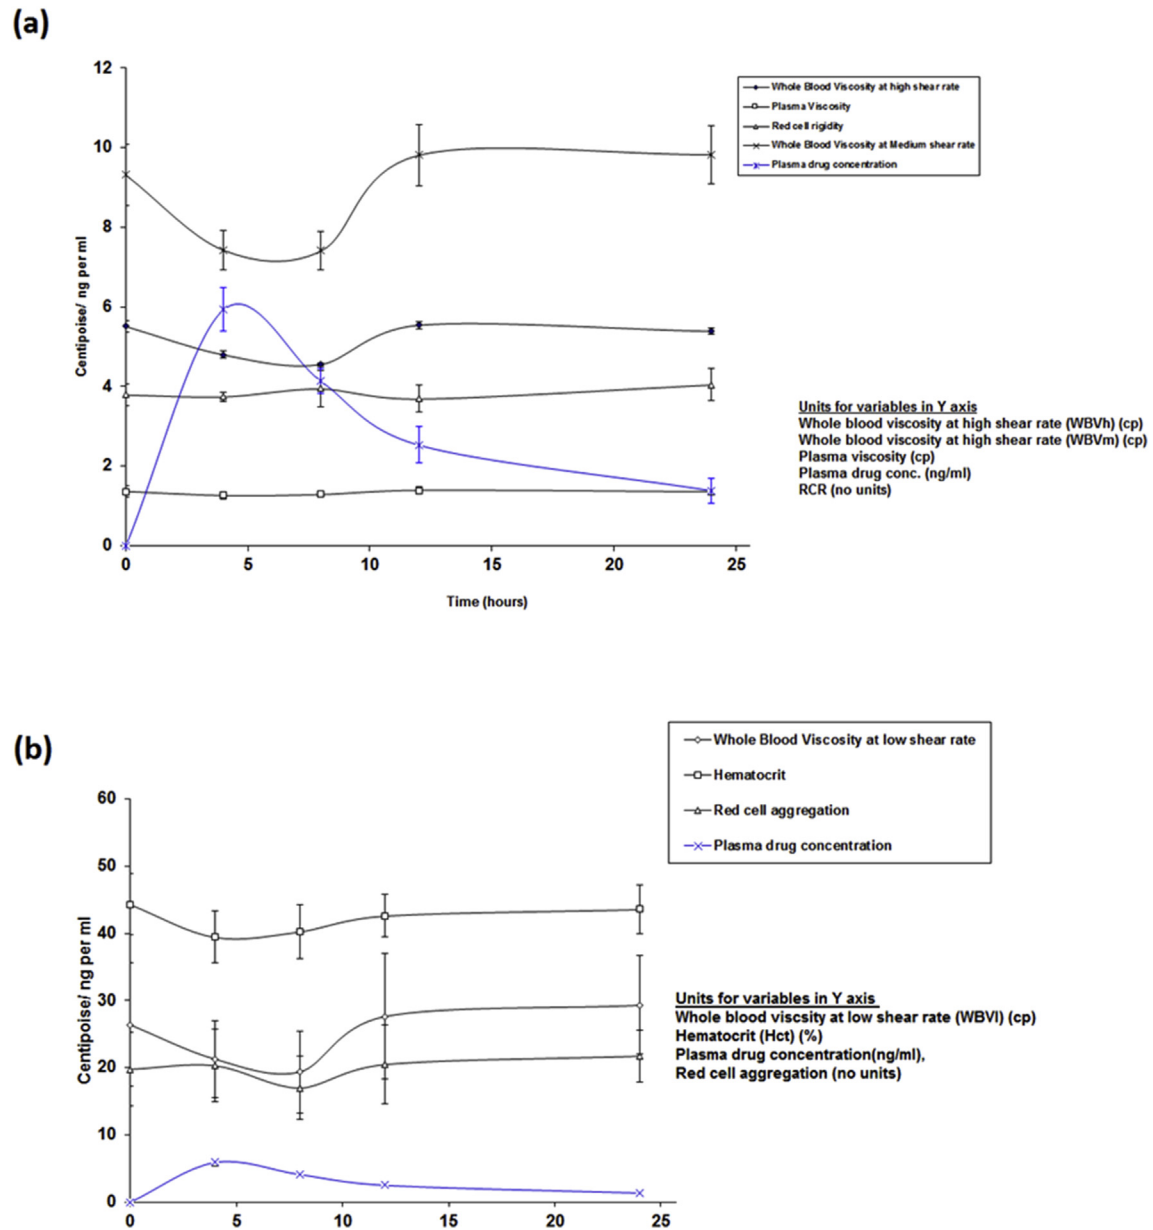 (a)
12
10
8
6
4
2
0
Centipoise/ ng per ml
0 5 10 15 20 25
Time (hours)
Whole Blood Viscosity at high shear rate
Plasma Viscosity
Red cell rigidity
Whole Blood Viscosity at Medium shear rate
Plasma drug concentration
Units for variables in Y axis
Whole blood viscosity at high shear rate (WBVh) (cp)
Whole blood viscosity at high shear rate (WBVm) (cp)
Plasma viscosity (cp)
Plasma drug conc. (ng/ml)
RCR (no units)
(b)
Whole Blood Viscosity at low shear rate
Hematocrit
Red cell aggregation
Plasma drug concentration
60
50
40
30
20
10
0
Centipoise/ ng per ml
0 5 10 15 20 25
Units for variables in Y axis
Whole blood viscsity at low shear rate (WBVl) (cp)
Hematocrit (Hct) (%)
Plasma drug concentration(ng/ml),
Red cell aggregation (no units)